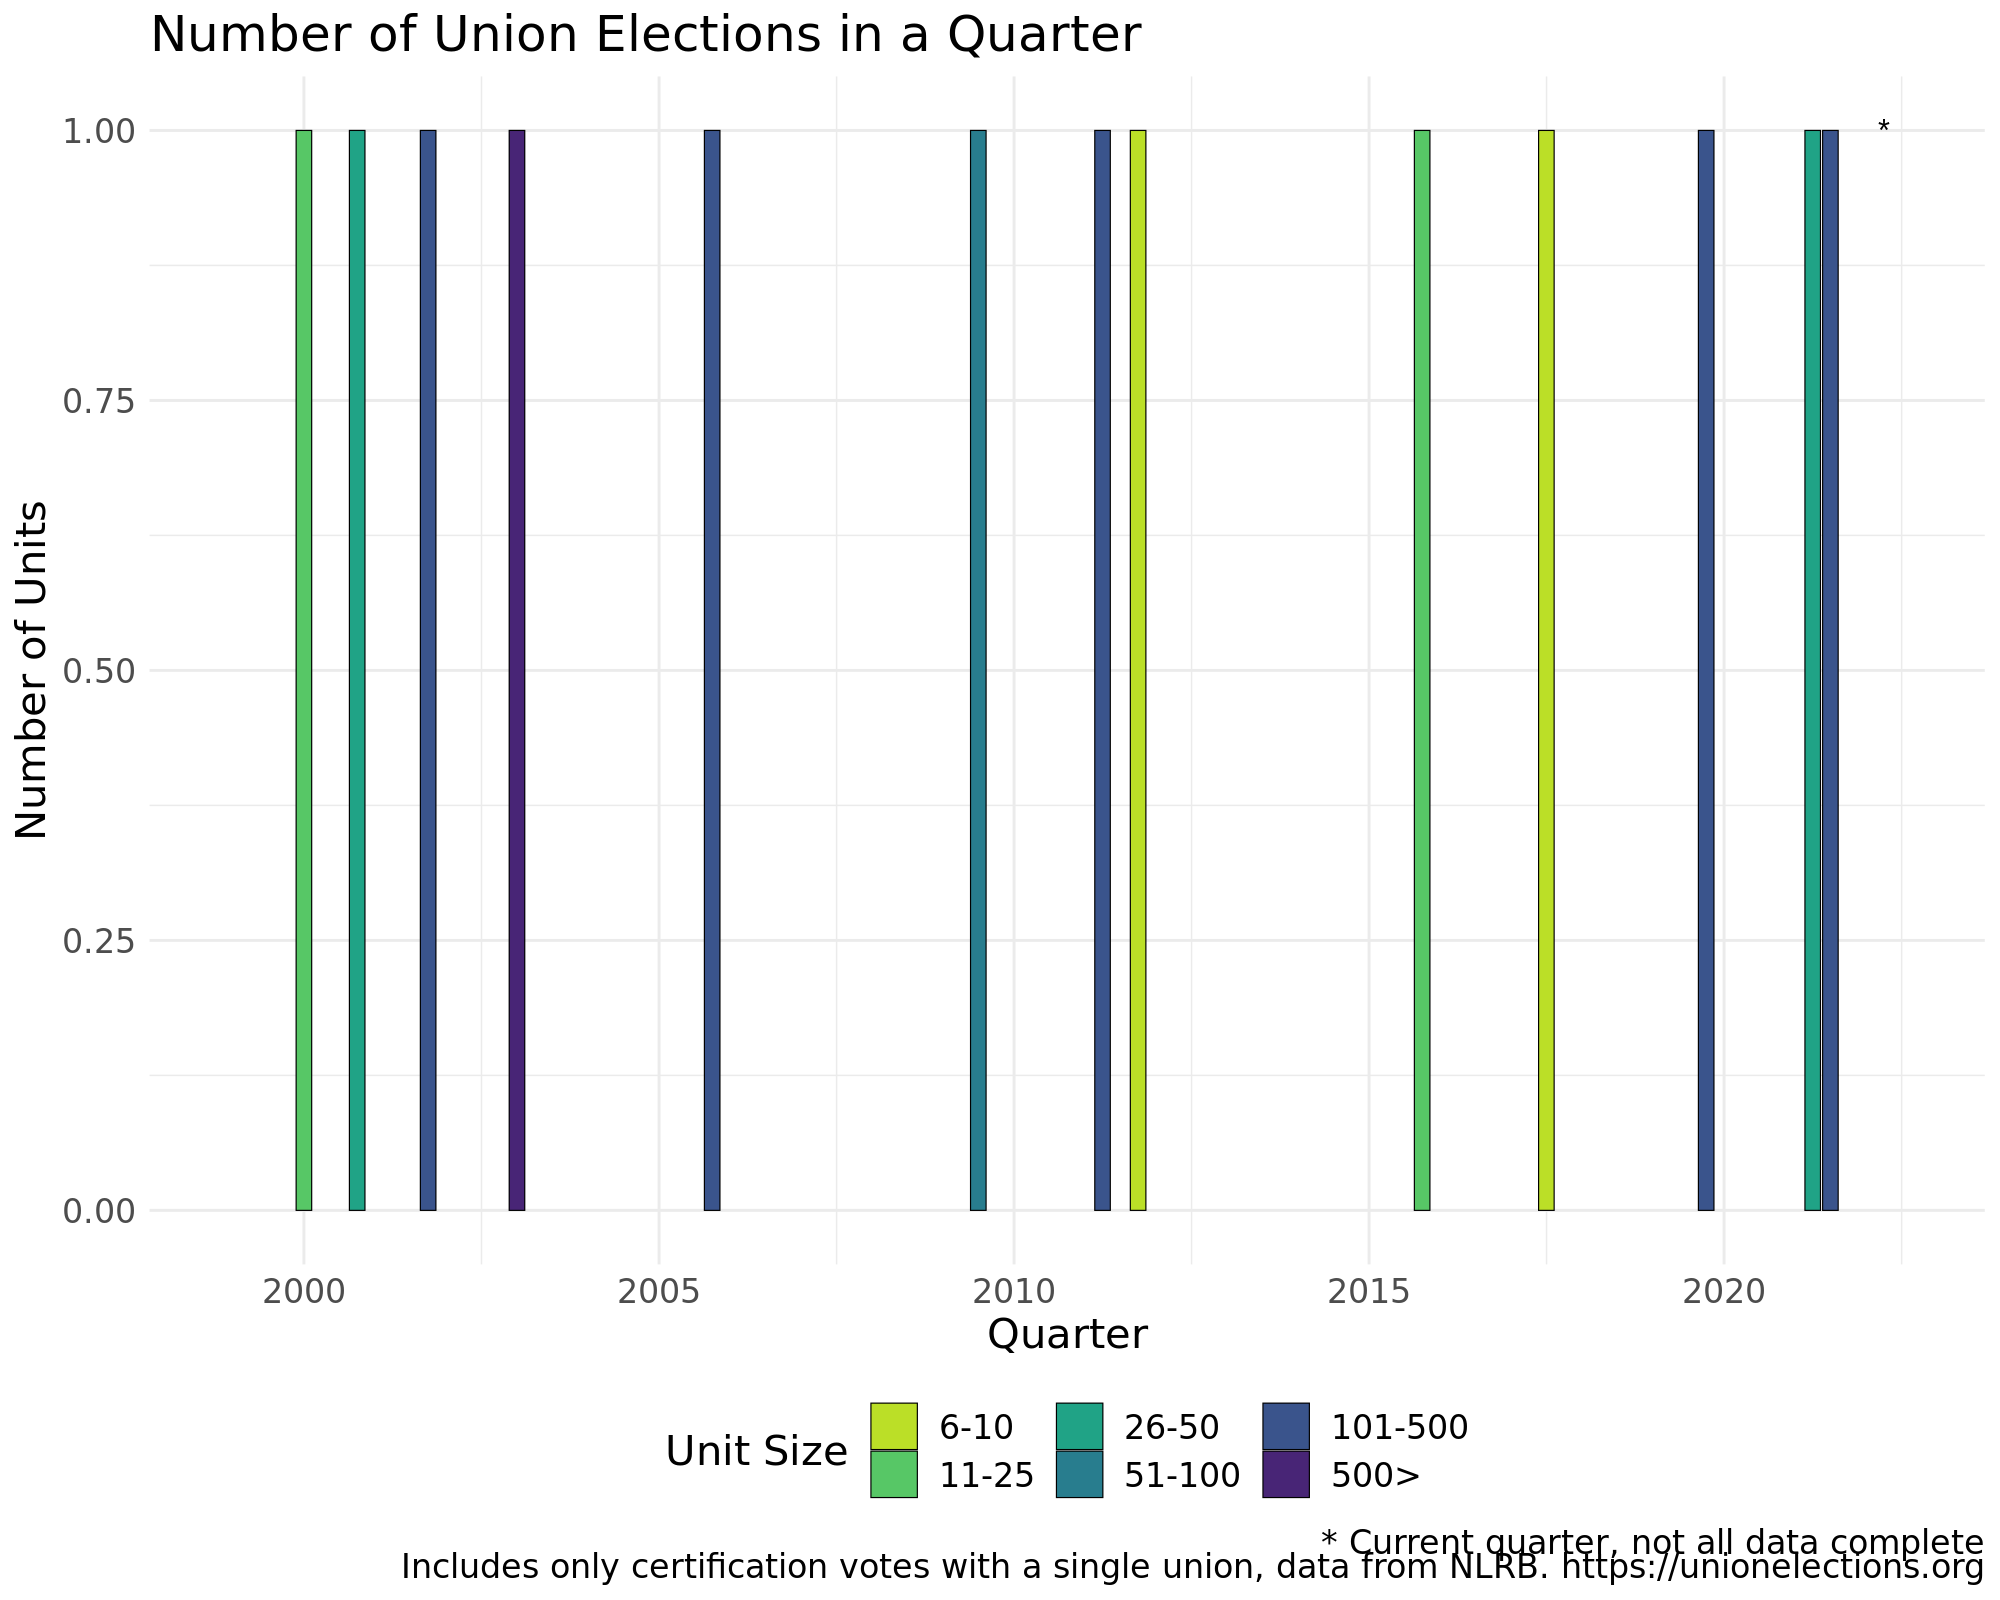 Number of Union Elections in a Quarter
*
1.00
0.75
0.50
0.25
0.00
Number of Units
2000 2005 2010 2015 2020
Quarter
Unit Size
6-10 26-50 101-500
11-25 51-100 500>
* Current quarter, not all data complete
Includes only certification votes with a single union, data from NLRB. https://unionelections.org